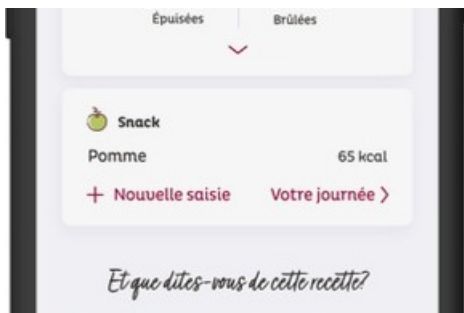 Épuisées Brûlées
Snack
Pomme 65 kcal
+ Nouvelle saisie Votre journée >
Et que dites-vous de cette recette?